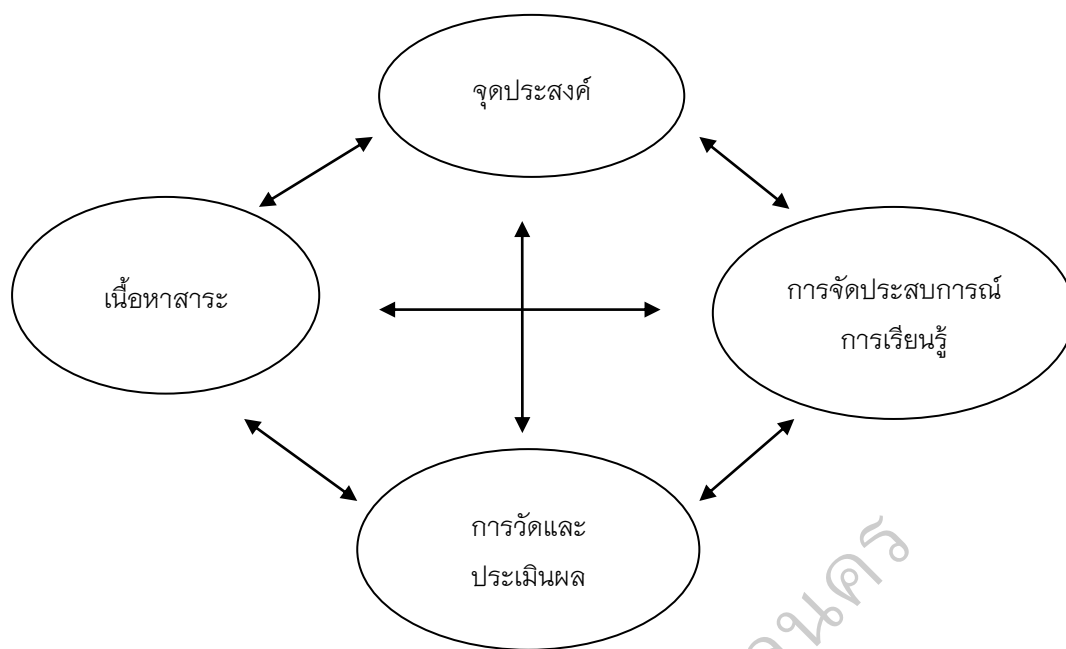 จุดประสงค์
เนื้อหาสาระ
การจัดประสบการณ์
การเรียนรู้
การวัดและ
ประเมินผล